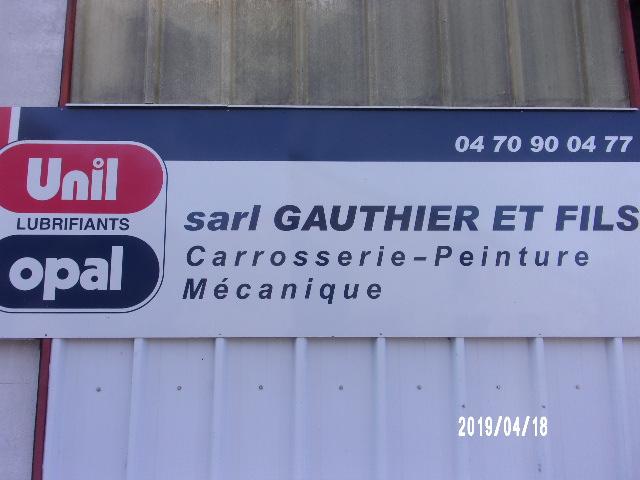 04 70 90 04 77
Unil
LUBRIFIANTS
opal
sarl GAUTHIER ET FILS
Carrosserie-Peinture
Mécanique
2019/04/18